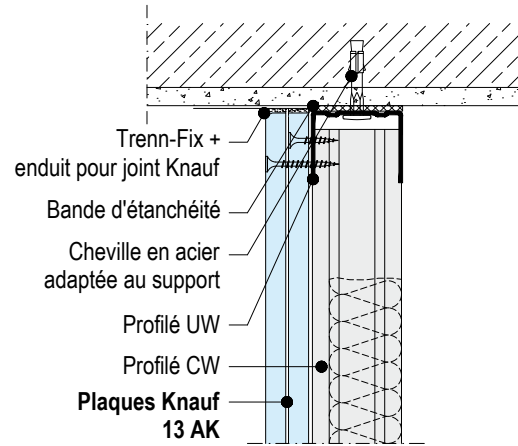 Trenn-Fix +
enduit pour joint Knauf
Bande d'étanchéité
Cheville en acier
adaptée au support
Profilé UW
Profilé CW
Plaques Knauf
13 AK